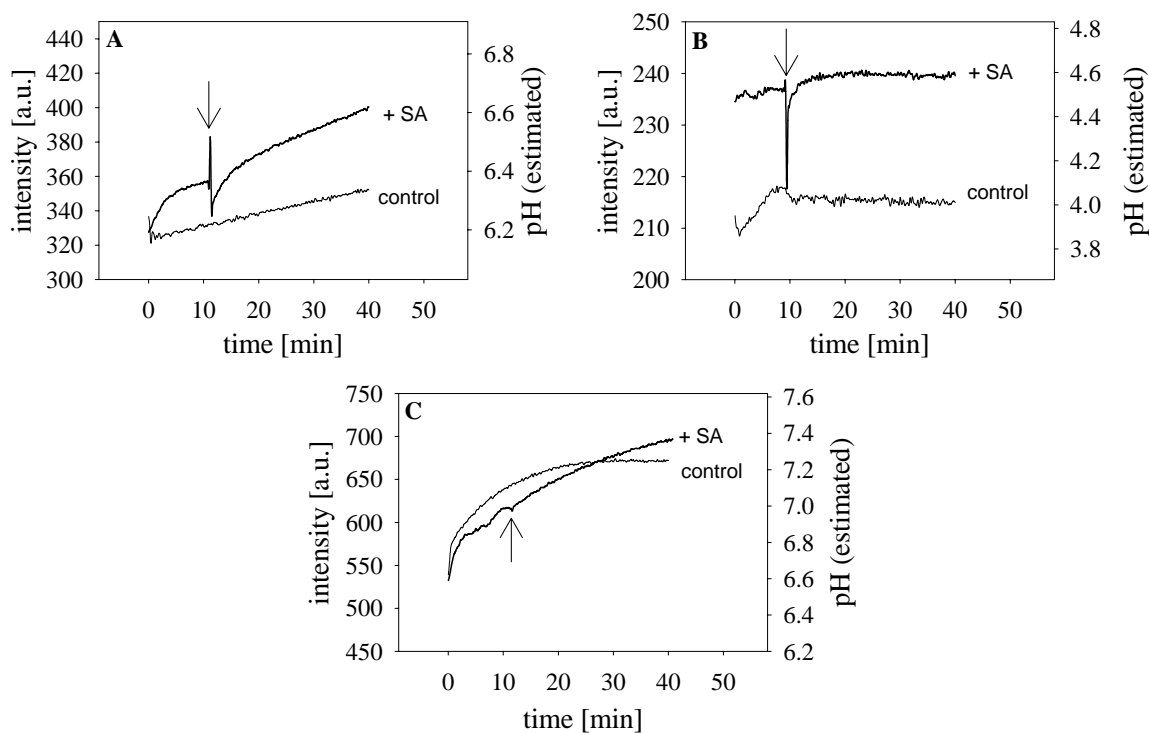 A
intensity [a.u.]
440
420
400
380
360
340
320
300
6.8
6.6
6.4
6.2
pH (estimated)
+ SA
control
0 10 20 30 40 50
time [min]
B
intensity [a.u.]
250
240
230
220
210
200
4.8
4.6
4.4
4.2
4.0
3.8
pH (estimated)
+ SA
control
0 10 20 30 40 50
time [min]
C
intensity [a.u.]
750
700
650
600
550
500
450
7.6
7.4
7.2
7.0
6.8
6.6
6.4
6.2
pH (estimated)
+ SA
control
0 10 20 30 40 50
time [min]